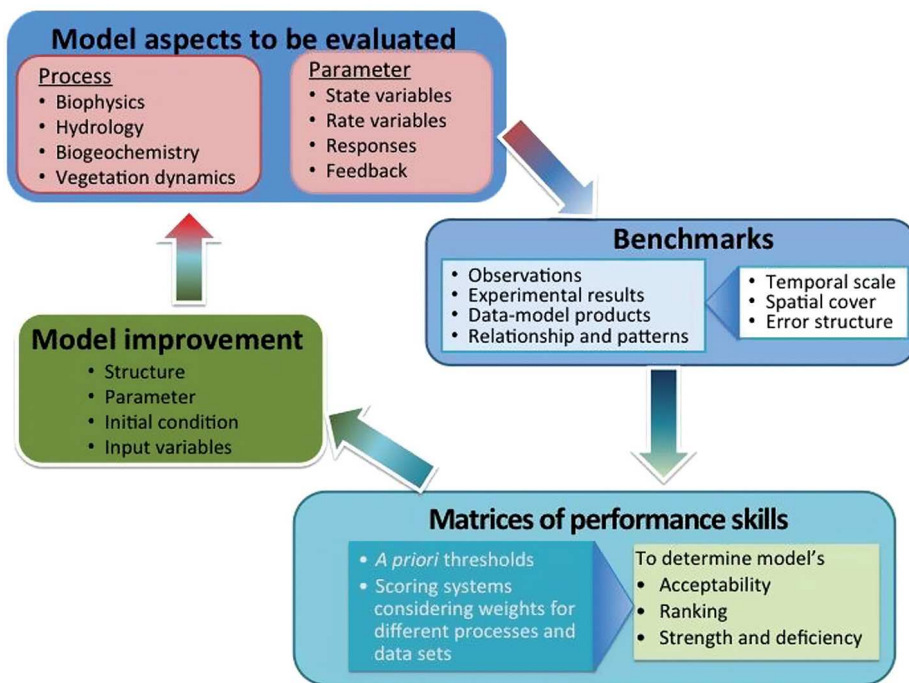 Model aspects to be evaluated
Process
• Biophysics
• Hydrology
• Biogeochemistry
• Vegetation dynamics
Parameter
• State variables
• Rate variables
• Responses
• Feedback
Benchmarks
• Observations
• Experimental results
• Data-model products
• Relationship and patterns
• Temporal scale
• Spatial cover
• Error structure
Model improvement
• Structure
• Parameter
• Initial condition
• Input variables
Matrices of performance skills
• A priori thresholds
• Scoring systems
considering weights for
different processes and
data sets
To determine model's
• Acceptability
• Ranking
• Strength and deficiency